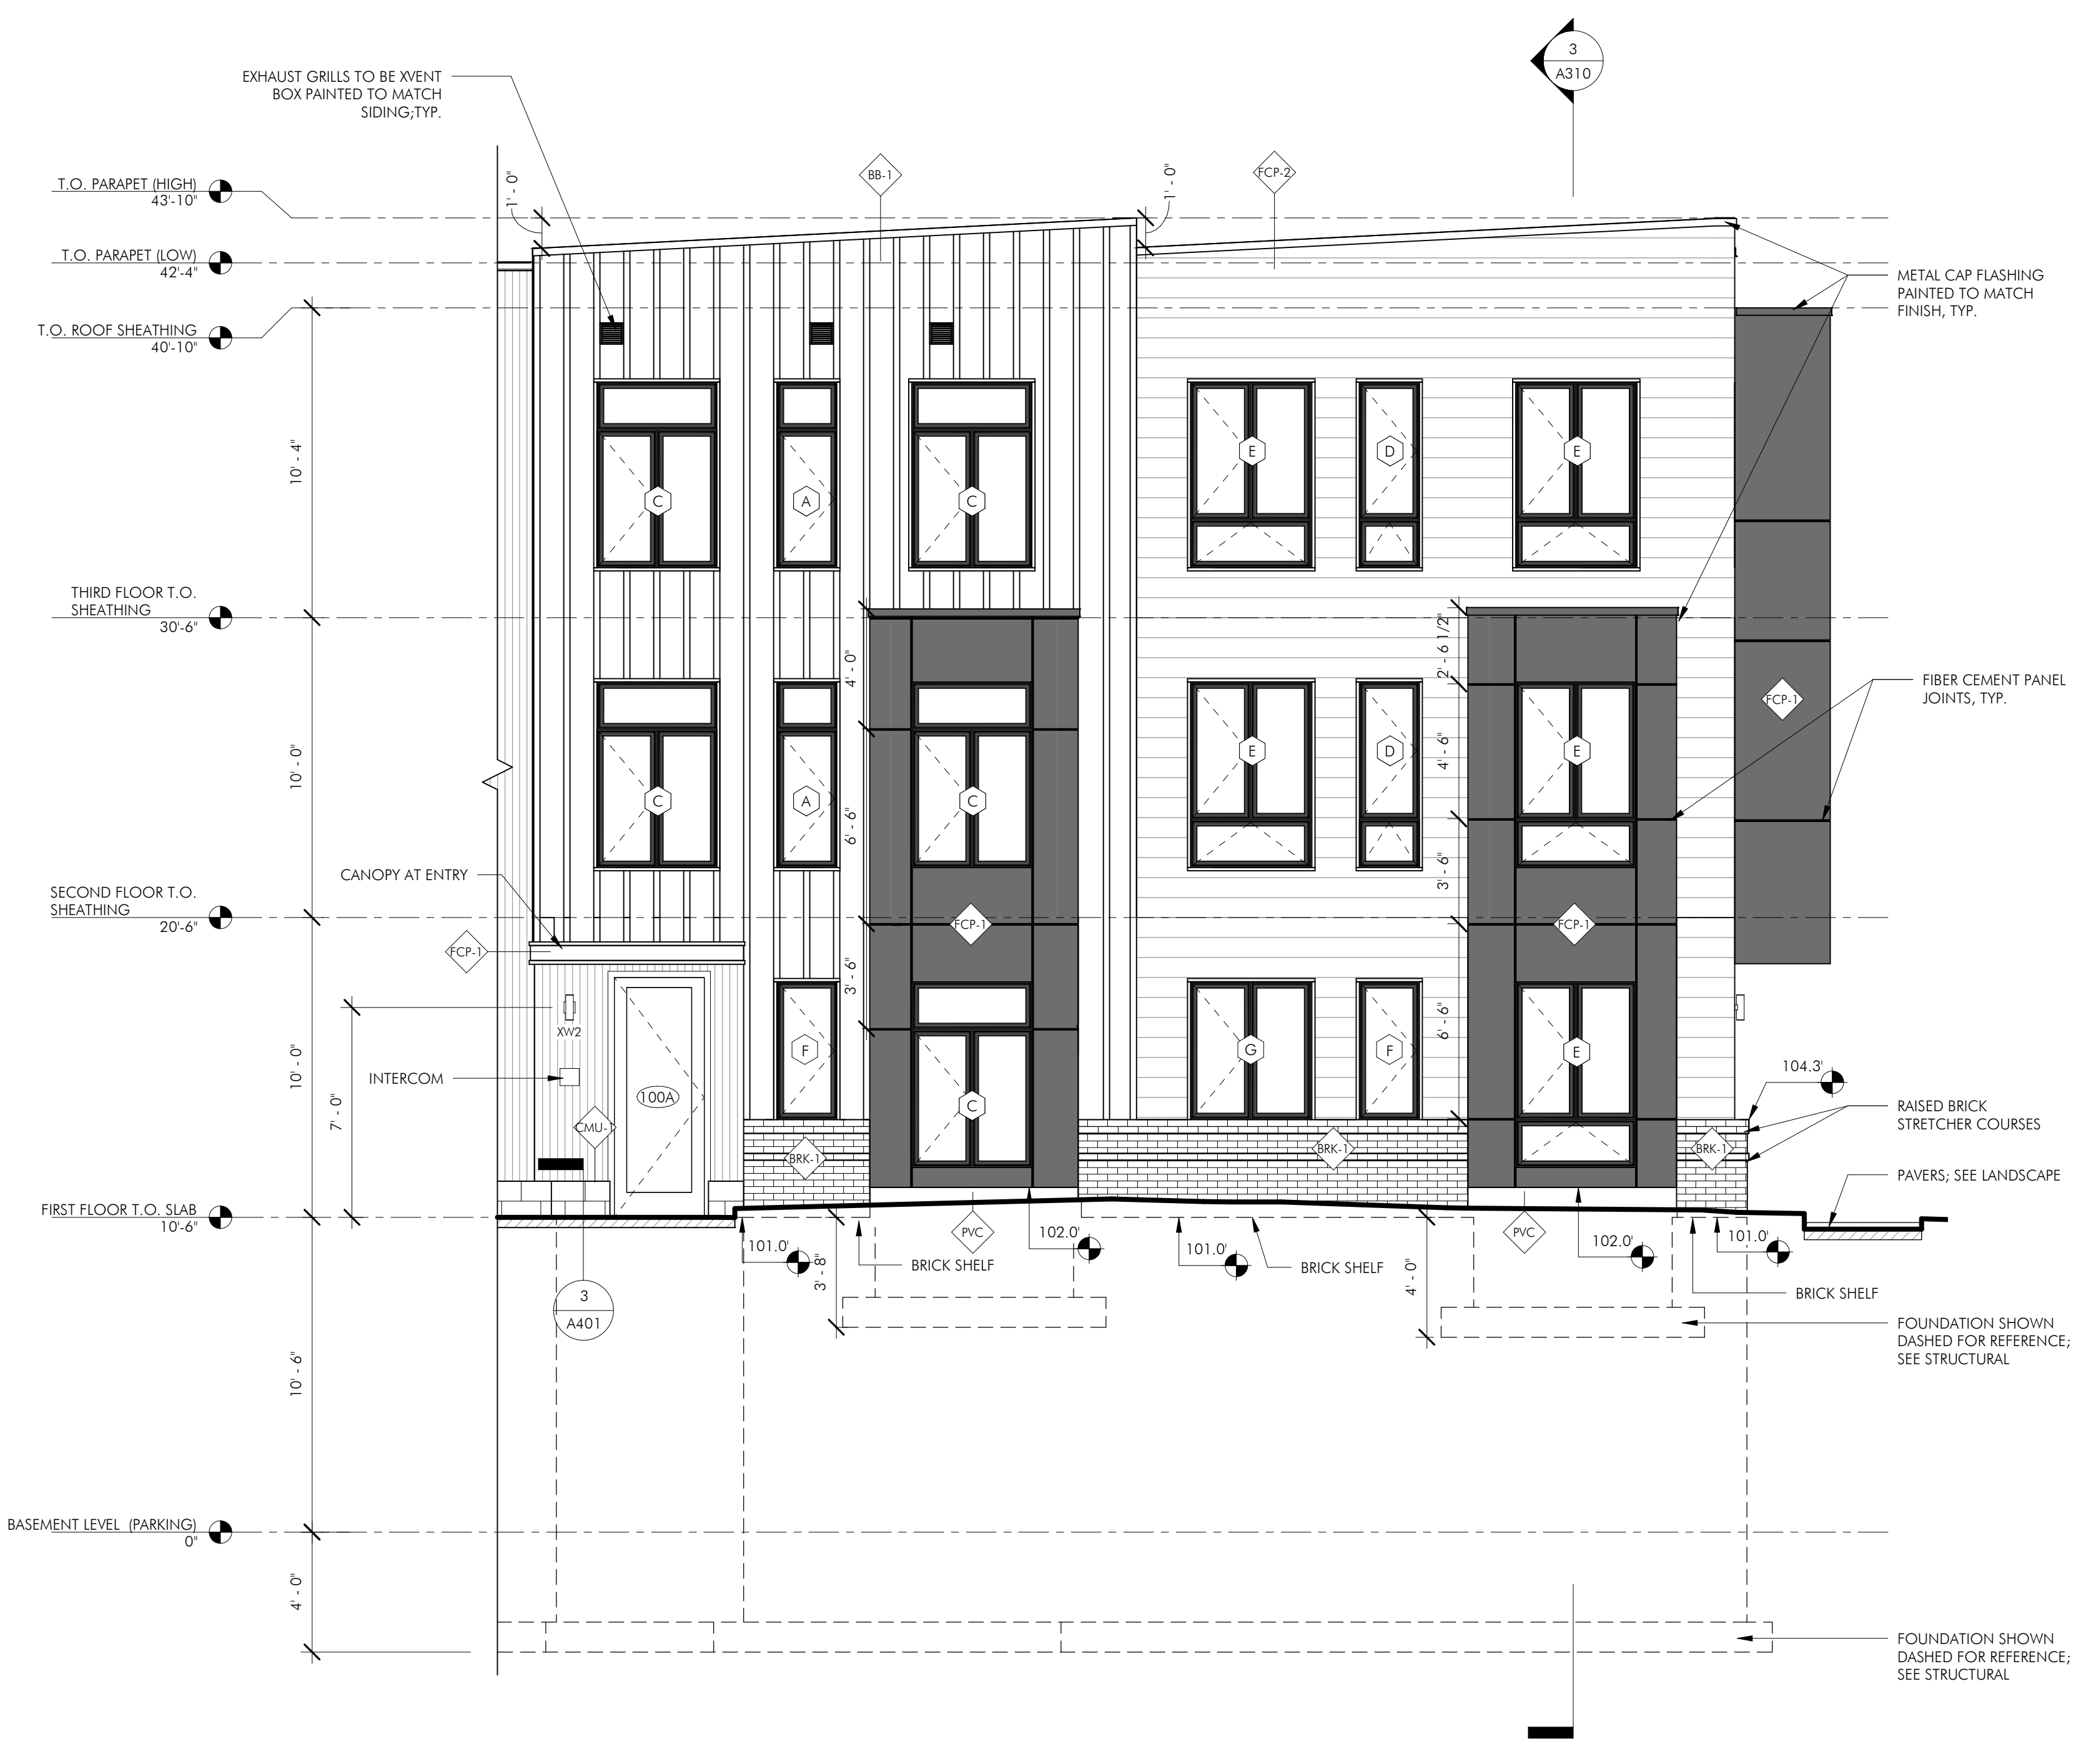 3
A310
EXHAUST GRILLS TO BE XVENT
BOX PAINTED TO MATCH
SIDING;TYP.
BB-1
FCP-2
1' - 0"
1' - 0"
T.O. PARAPET (HIGH)
43'-10"
T.O. PARAPET (LOW)
42'-4"
T.O. ROOF SHEATHING
40'-10"
METAL CAP FLASHING
PAINTED TO MATCH
FINISH, TYP.
10' - 4"
C
A
C
E
D
E
THIRD FLOOR T.O.
SHEATHING
30'-6"
4' - 0"
2' - 6 1/2"
FIBER CEMENT PANEL
JOINTS, TYP.
FCP-1
10' - 0"
C
A
C
E
D
E
6' - 6"
4' - 6"
3' - 6"
CANOPY AT ENTRY
SECOND FLOOR T.O.
SHEATHING
20'-6"
FCP-1
FCP-1
FCP-1
3' - 6"
6' - 6"
XW2
INTERCOM
10' - 0"
7' - 0"
100A
F
C
G
F
E
104.3'
RAISED BRICK
STRETCHER COURSES
CMU-1
BRK-1
BRK-1
BRK-1
PAVERS; SEE LANDSCAPE
FIRST FLOOR T.O. SLAB
10'-6"
PVC
PVC
101.0'
102.0'
101.0'
102.0'
101.0'
3' - 8"
4' - 0"
BRICK SHELF
BRICK SHELF
BRICK SHELF
3
A401
FOUNDATION SHOWN
DASHED FOR REFERENCE;
SEE STRUCTURAL
10' - 6"
BASEMENT LEVEL (PARKING)
0"
4' - 0"
FOUNDATION SHOWN
DASHED FOR REFERENCE;
SEE STRUCTURAL